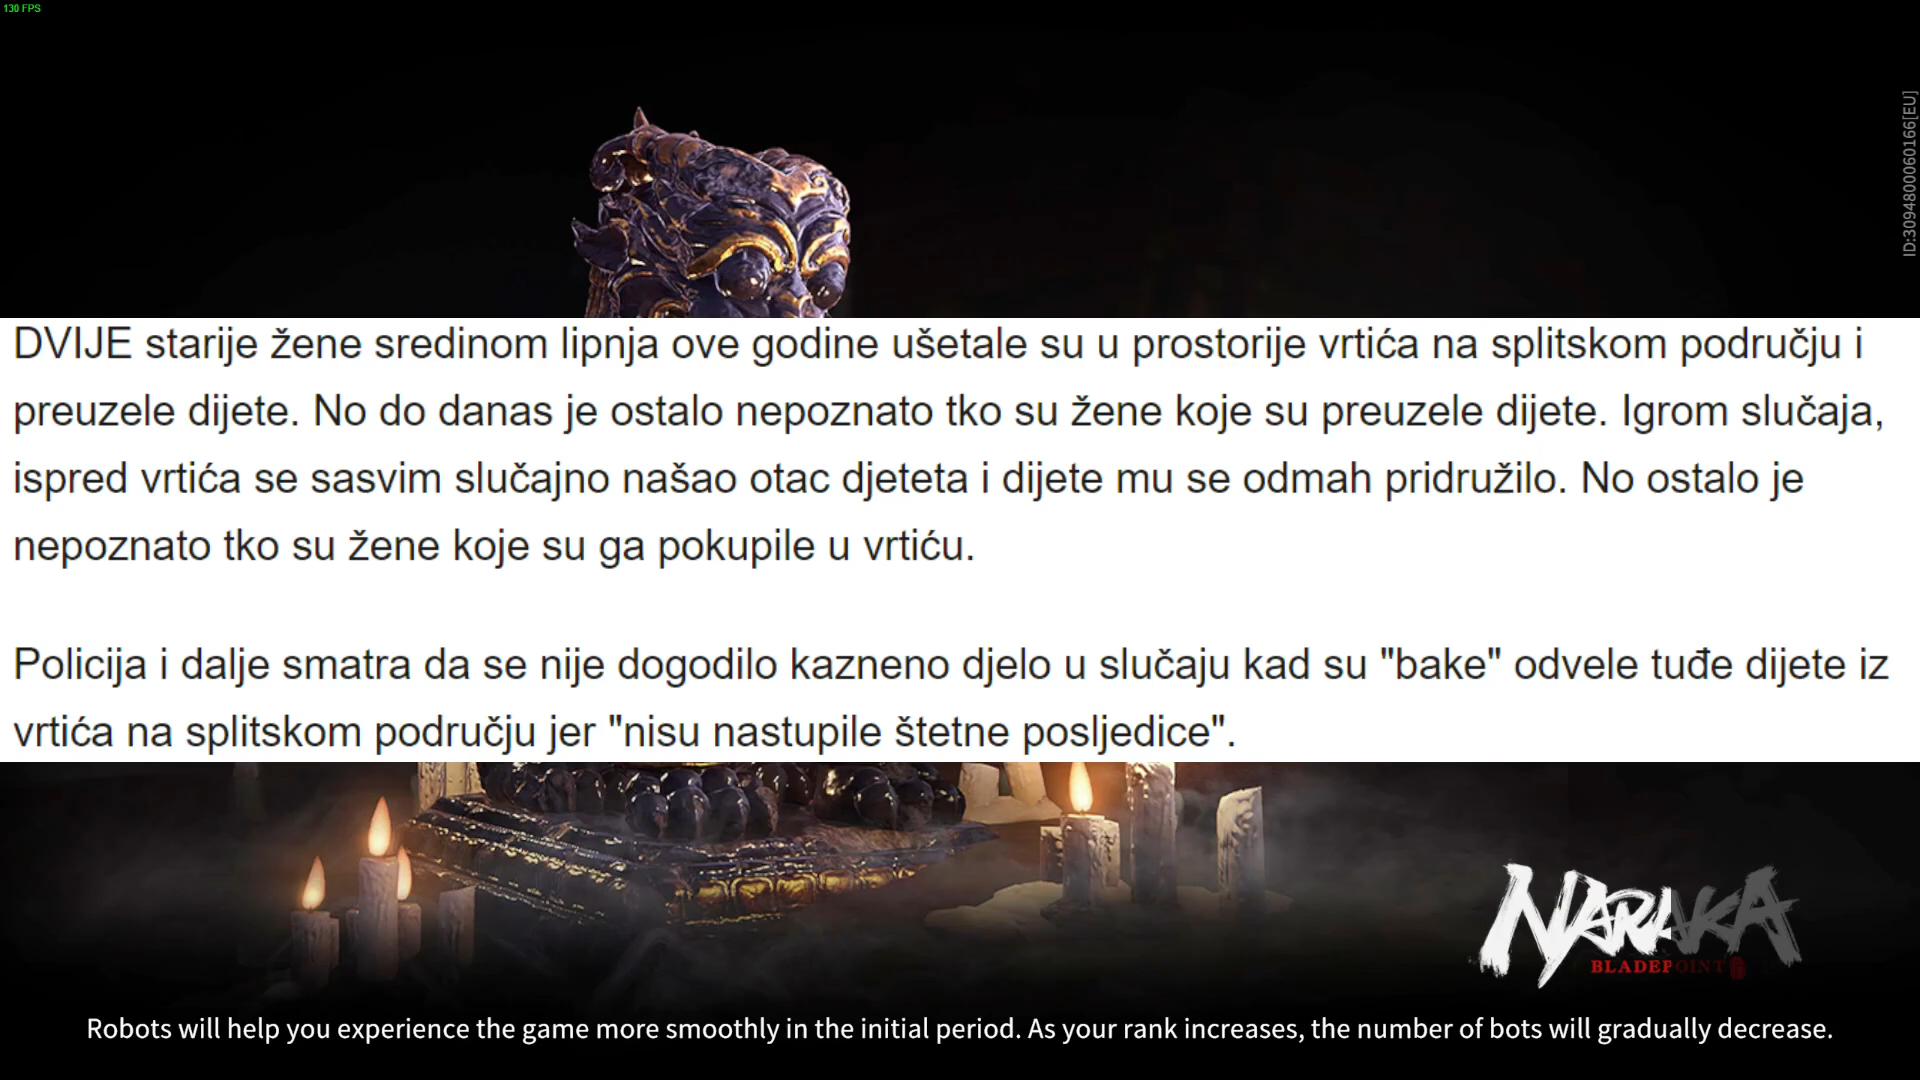 130 FPS
ID:3094800060166[EU]
DVIJE starije žene sredinom lipnja ove godine ušetale su u prostorije vrtića na splitskom području i
preuzele dijete. No do danas je ostalo nepoznato tko su žene koje su preuzele dijete. Igrom slučaja,
ispred vrtića se sasvim slučajno našao otac djeteta i dijete mu se odmah pridružilo. No ostalo je
nepoznato tko su žene koje su ga pokupile u vrtiću.
Policija i dalje smatra da se nije dogodilo kazneno djelo u slučaju kad su "bake" odvele tuđe dijete iz
vrtića na splitskom području jer "nisu nastupile štetne posljedice".
NARAKA
BLADEPOINT
Robots will help you experience the game more smoothly in the initial period. As your rank increases, the number of bots will gradually decrease.